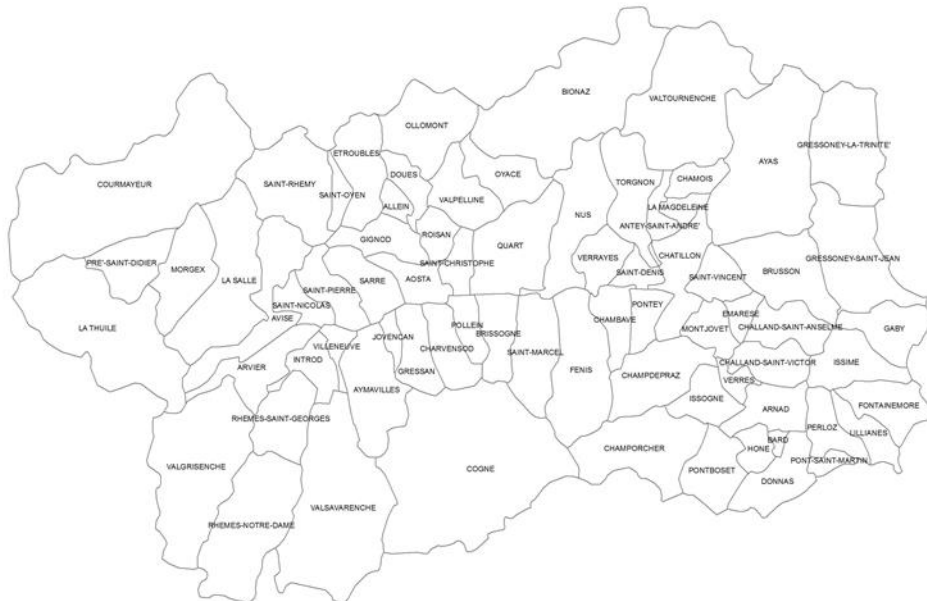 BIONAZ
VALTOURNENCHE
OLLOMONT
GRESSONEY-LA-TRINITE'
ETROUBLES
AYAS
DOUES
OYACE
CHAMOIS
COURMAYEUR
SAINT-RHEMY
TORGNON
SAINT-OYEN
VALPELLINE
ALLEIN
LA MAGDELEINE
NUS
ANTEY-SAINT-ANDRE'
ROISAN
GIGNOD
QUART
CHATILLON
VERRAYES
GRESSONEY-SAINT-JEAN
PRE'-SAINT-DIDIER
SAINT-CHRISTOPHE
MORGEX
BRUSSON
SAINT-DENIS
SAINT-VINCENT
AOSTA
LA SALLE
SARRE
SAINT-PIERRE
SAINT-NICOLAS
PONTEY
EMARESE
AVISE
CHAMBAVE
POLLEIN
CHALLAND-SAINT-ANSELME
LA THUILE
GABY
MONTJOVET
BRISSOGNE
JOVENCAN
VILLENEUVE
CHARVENSOD
SAINT-MARCEL
INTROD
CHALLAND-SAINT-VICTOR
ISSIME
ARVIER
GRESSAN
FENIS
CHAMPDEPRAZ
VERRES
AYMAVILLES
ISSOGNE
FONTAINEMORE
ARNAD
RHEMES-SAINT-GEORGES
PERLOZ
LILLIANES
BARD
CHAMPORCHER
HONE
PONT-SAINT-MARTIN
VALGRISENCHE
COGNE
PONTBOSET
DONNAS
VALSAVARENCHE
RHEMES-NOTRE-DAME